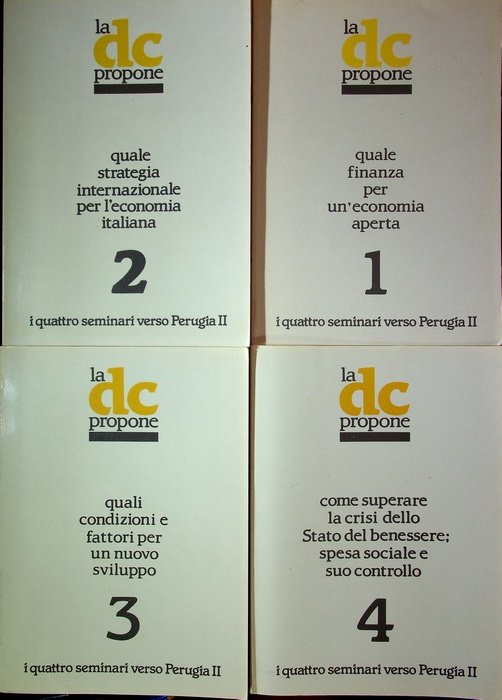 la
dc
propone
quale
strategia
internazionale
per l'economia
italiana
2
i quattro seminari verso Perugia II
la
dc
propone
quale
finanza
per
un'economia
aperta
1
i quattro seminari verso Perugia II
la
dc
propone
quali
condizioni e
fattori per
un nuovo
sviluppo
3
i quattro seminari verso Perugia II
la
dc
propone
come superare
la crisi dello
Stato del benessere;
spesa sociale e
suo controllo
4
i quattro seminari verso Perugia II